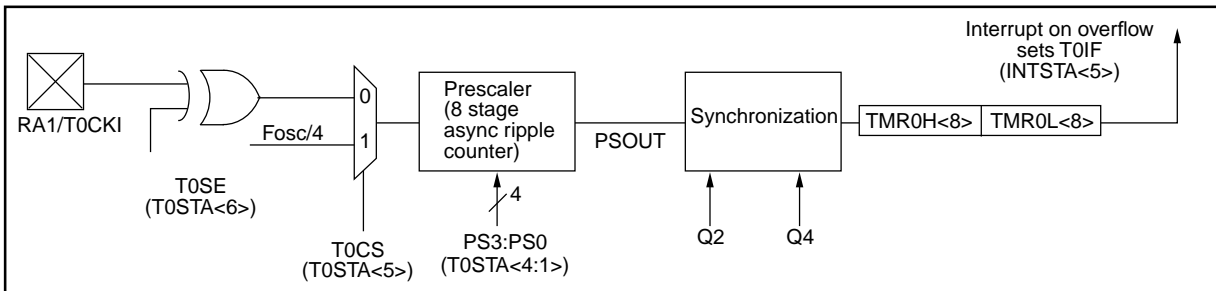 Interrupt on overflow
sets T0IF
(INTSTA<5>)
RA1/T0CKI
T0SE
(T0STA<6>)
Fosc/4
0
1
T0CS
(T0STA<5>)
Prescaler
(8 stage
async ripple
counter)
4
PS3:PS0
(T0STA<4:1>)
PSOUT
Synchronization
Q2
Q4
TMR0H<8>
TMR0L<8>